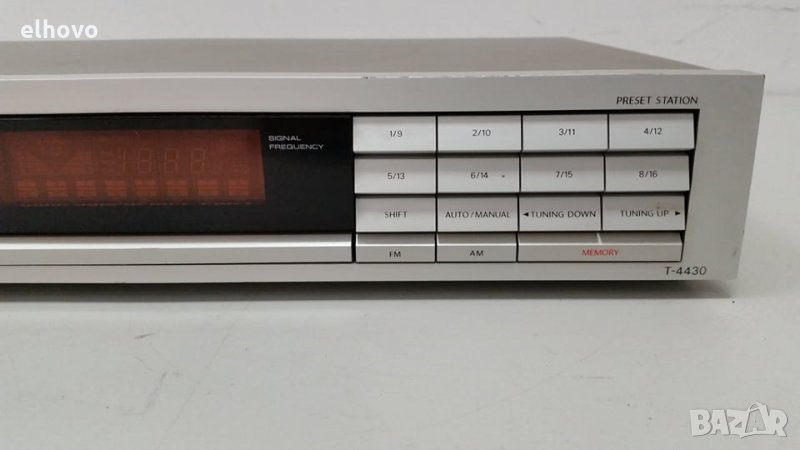 elhovo
PRESET STATION
SIGNAL
FREQUENCY
1/9 2/10 3/11 4/12
5/13 6/14 7/15 8/16
SHIFT AUTO/MANUAL ◄TUNING DOWN TUNING UP ►
FM AM MEMORY
T-4430
BAZAR